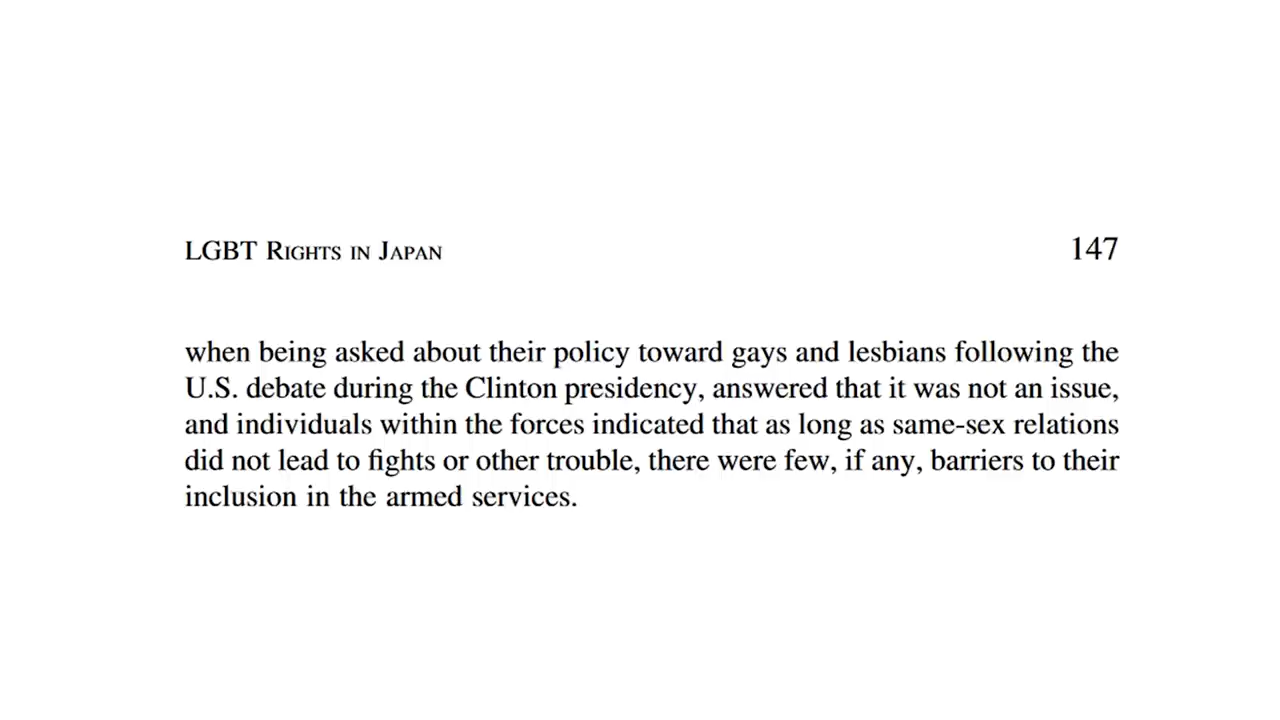 LGBT RIGHTS IN JAPAN 147
when being asked about their policy toward gays and lesbians following the
U.S. debate during the Clinton presidency, answered that it was not an issue,
and individuals within the forces indicated that as long as same-sex relations
did not lead to fights or other trouble, there were few, if any, barriers to their
inclusion in the armed services.